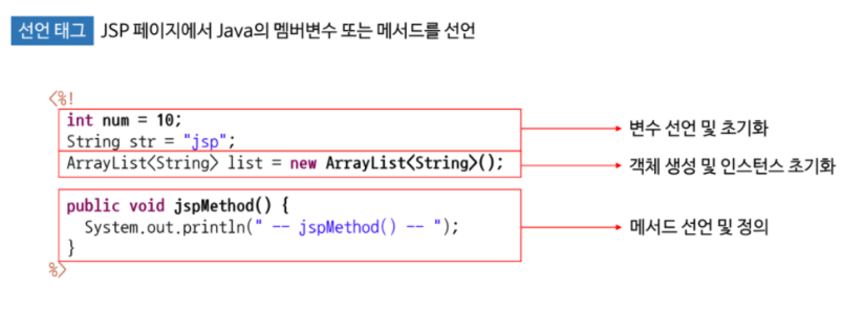 선언 태그 JSP 페이지에서 Java의 멤버변수 또는 메서드를 선언
<%!
int num = 10;
String str = "jsp";
변수 선언 및 초기화
ArrayList<String> list = new ArrayList<String>();
객체 생성 및 인스턴스 초기화
public void jspMethod() {
System.out.println(" -- jspMethod() -- ");
메서드 선언 및 정의
}
%>